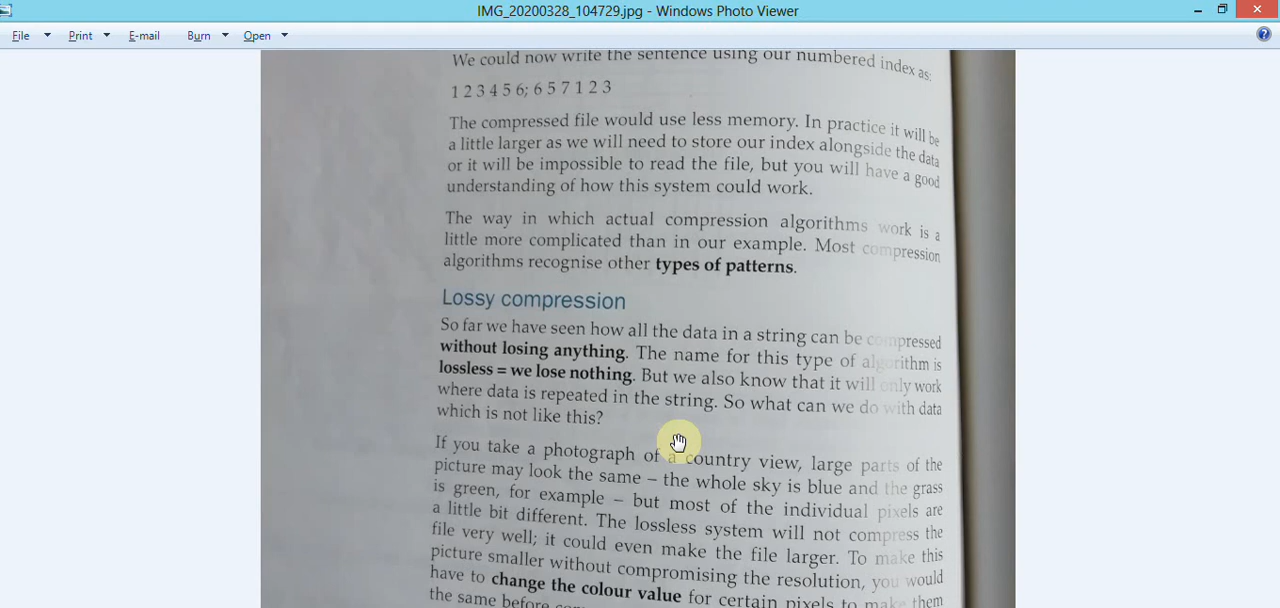 IMG_20200328_104729.jpg - Windows Photo Viewer
File Print E-mail Burn Open
We could now write the sentence using our numbered index as:
1 2 3 4 5 6; 6 5 7 1 2 3
The compressed file would use less memory. In practice it will be
a little larger as we will need to store our index alongside the data
or it will be impossible to read the file, but you will have a good
understanding of how this system could work.
The way in which actual compression algorithms work is a
little more complicated than in our example. Most compression
algorithms recognise other types of patterns.
Lossy compression
So far we have seen how all the data in a string can be compressed
without losing anything. The name for this type of algorithm is
lossless = we lose nothing. But we also know that it will only work
where data is repeated in the string. So what can we do with data
which is not like this?
If you take a photograph of a country view, large parts of the
picture may look the same – the whole sky is blue and the grass
is green, for example – but most of the individual pixels are
a little bit different. The lossless system will not compress the
file very well; it could even make the file larger. To make this
picture smaller without compromising the resolution, you would
have to change the colour value for certain pixels to make them
the same before